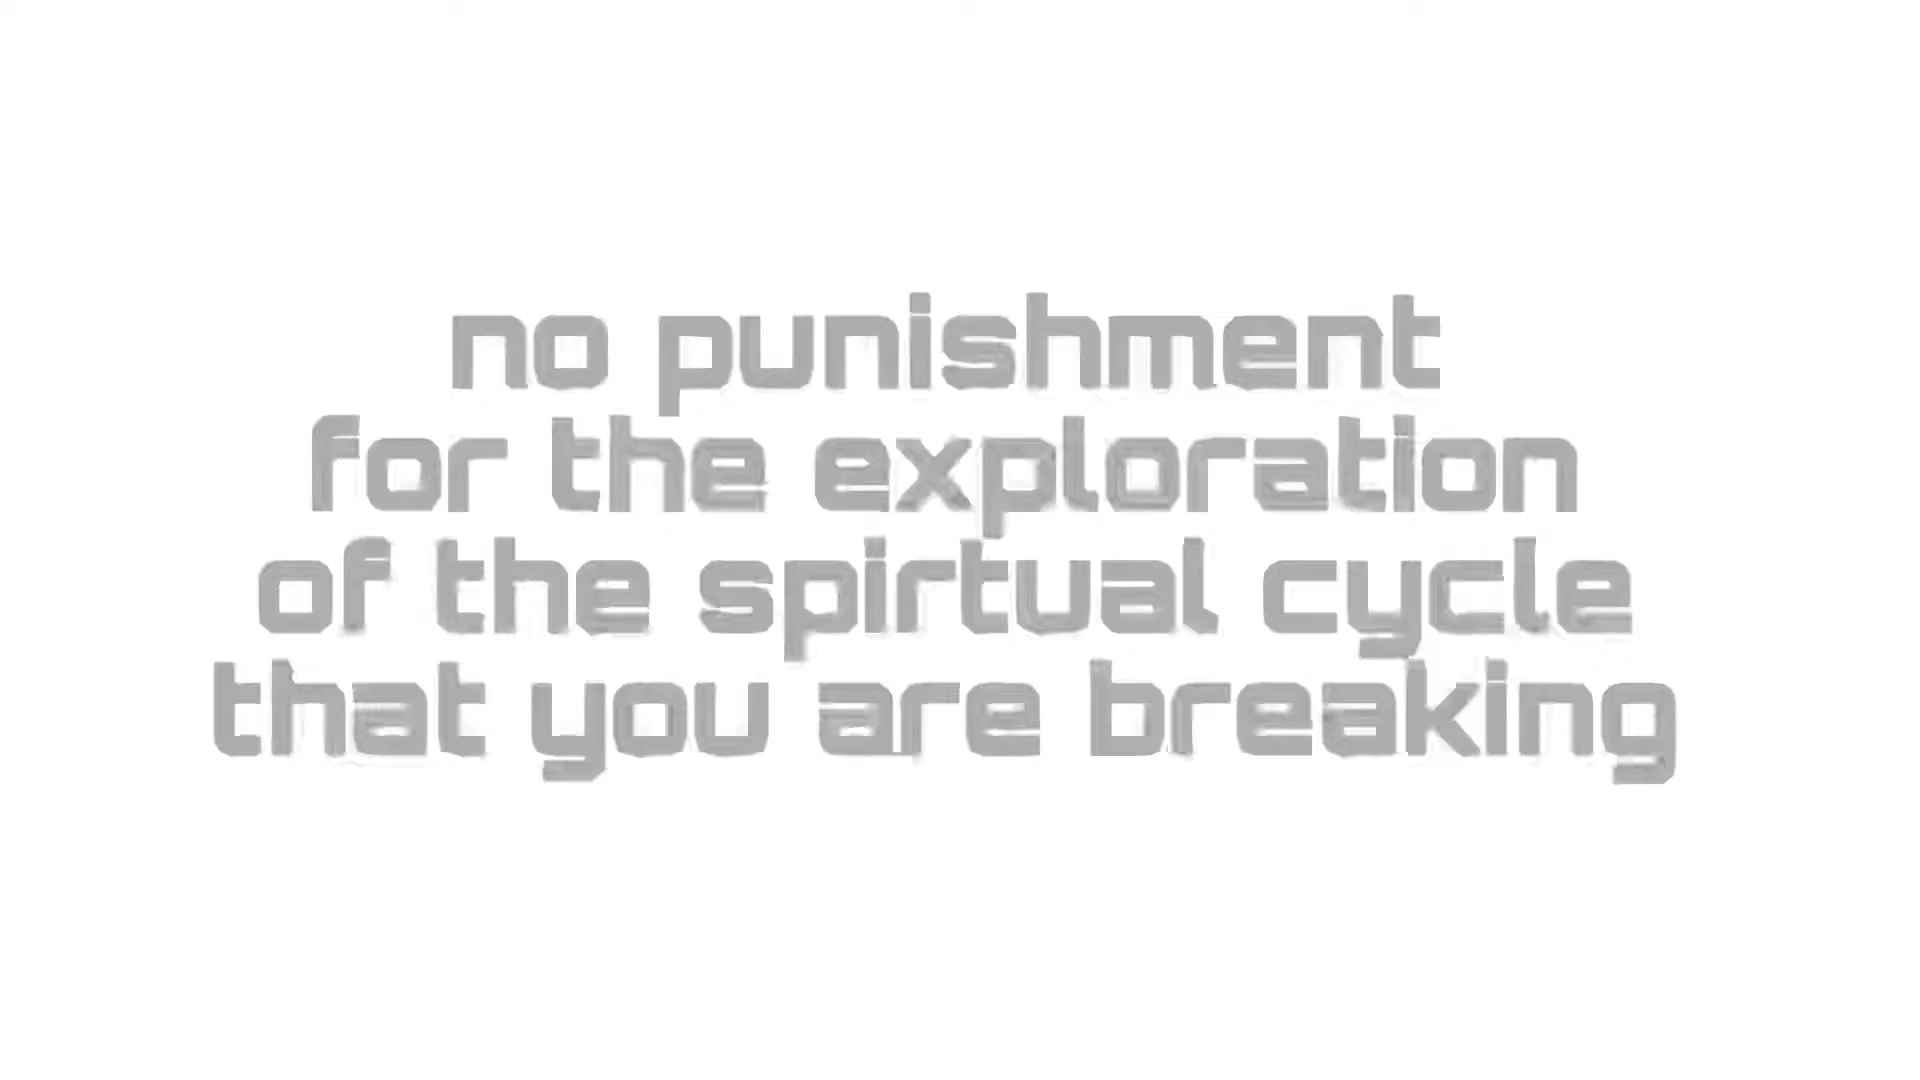 no punishment
for the exploration
of the spirtual cycle
that you are breaking